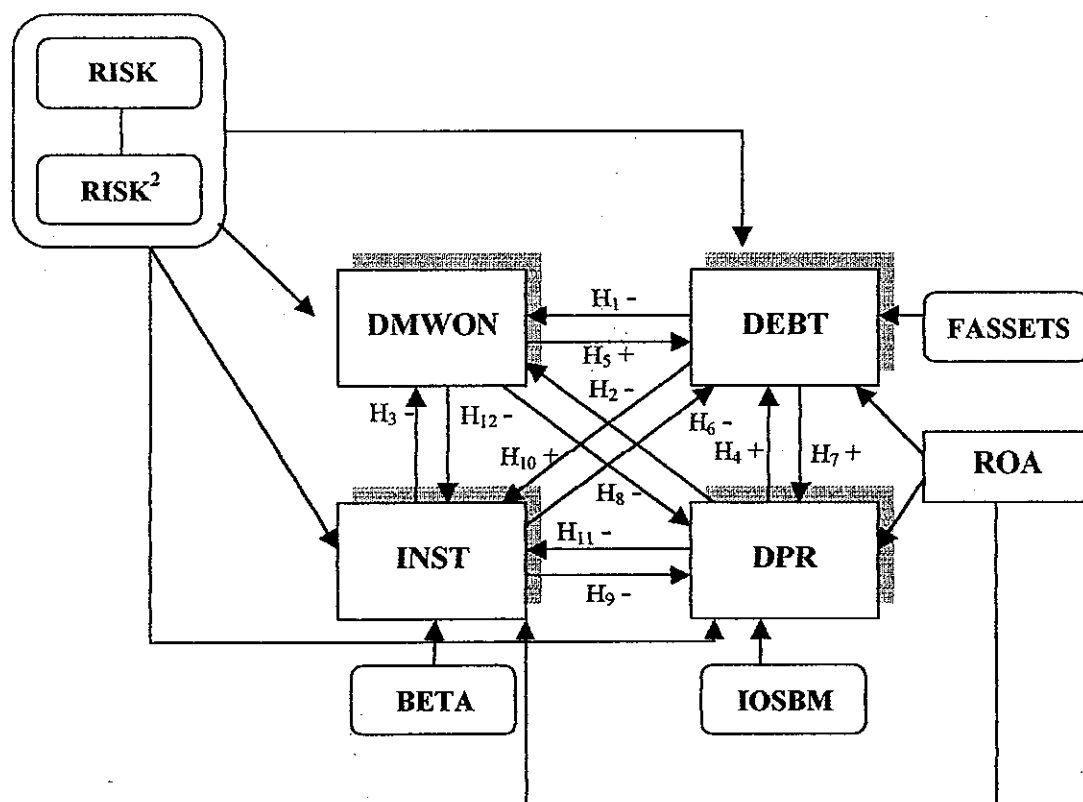 RISK
RISK²
DMWON
H₁ -
H₅ +
DEBT
FASSETS
H₃ -
H₁₂ -
H₂ -
H₁₀ +
H₆ -
H₄ +
H₇ +
H₈ -
ROA
INST
H₁₁ -
H₉ -
DPR
BETA
IOSBM